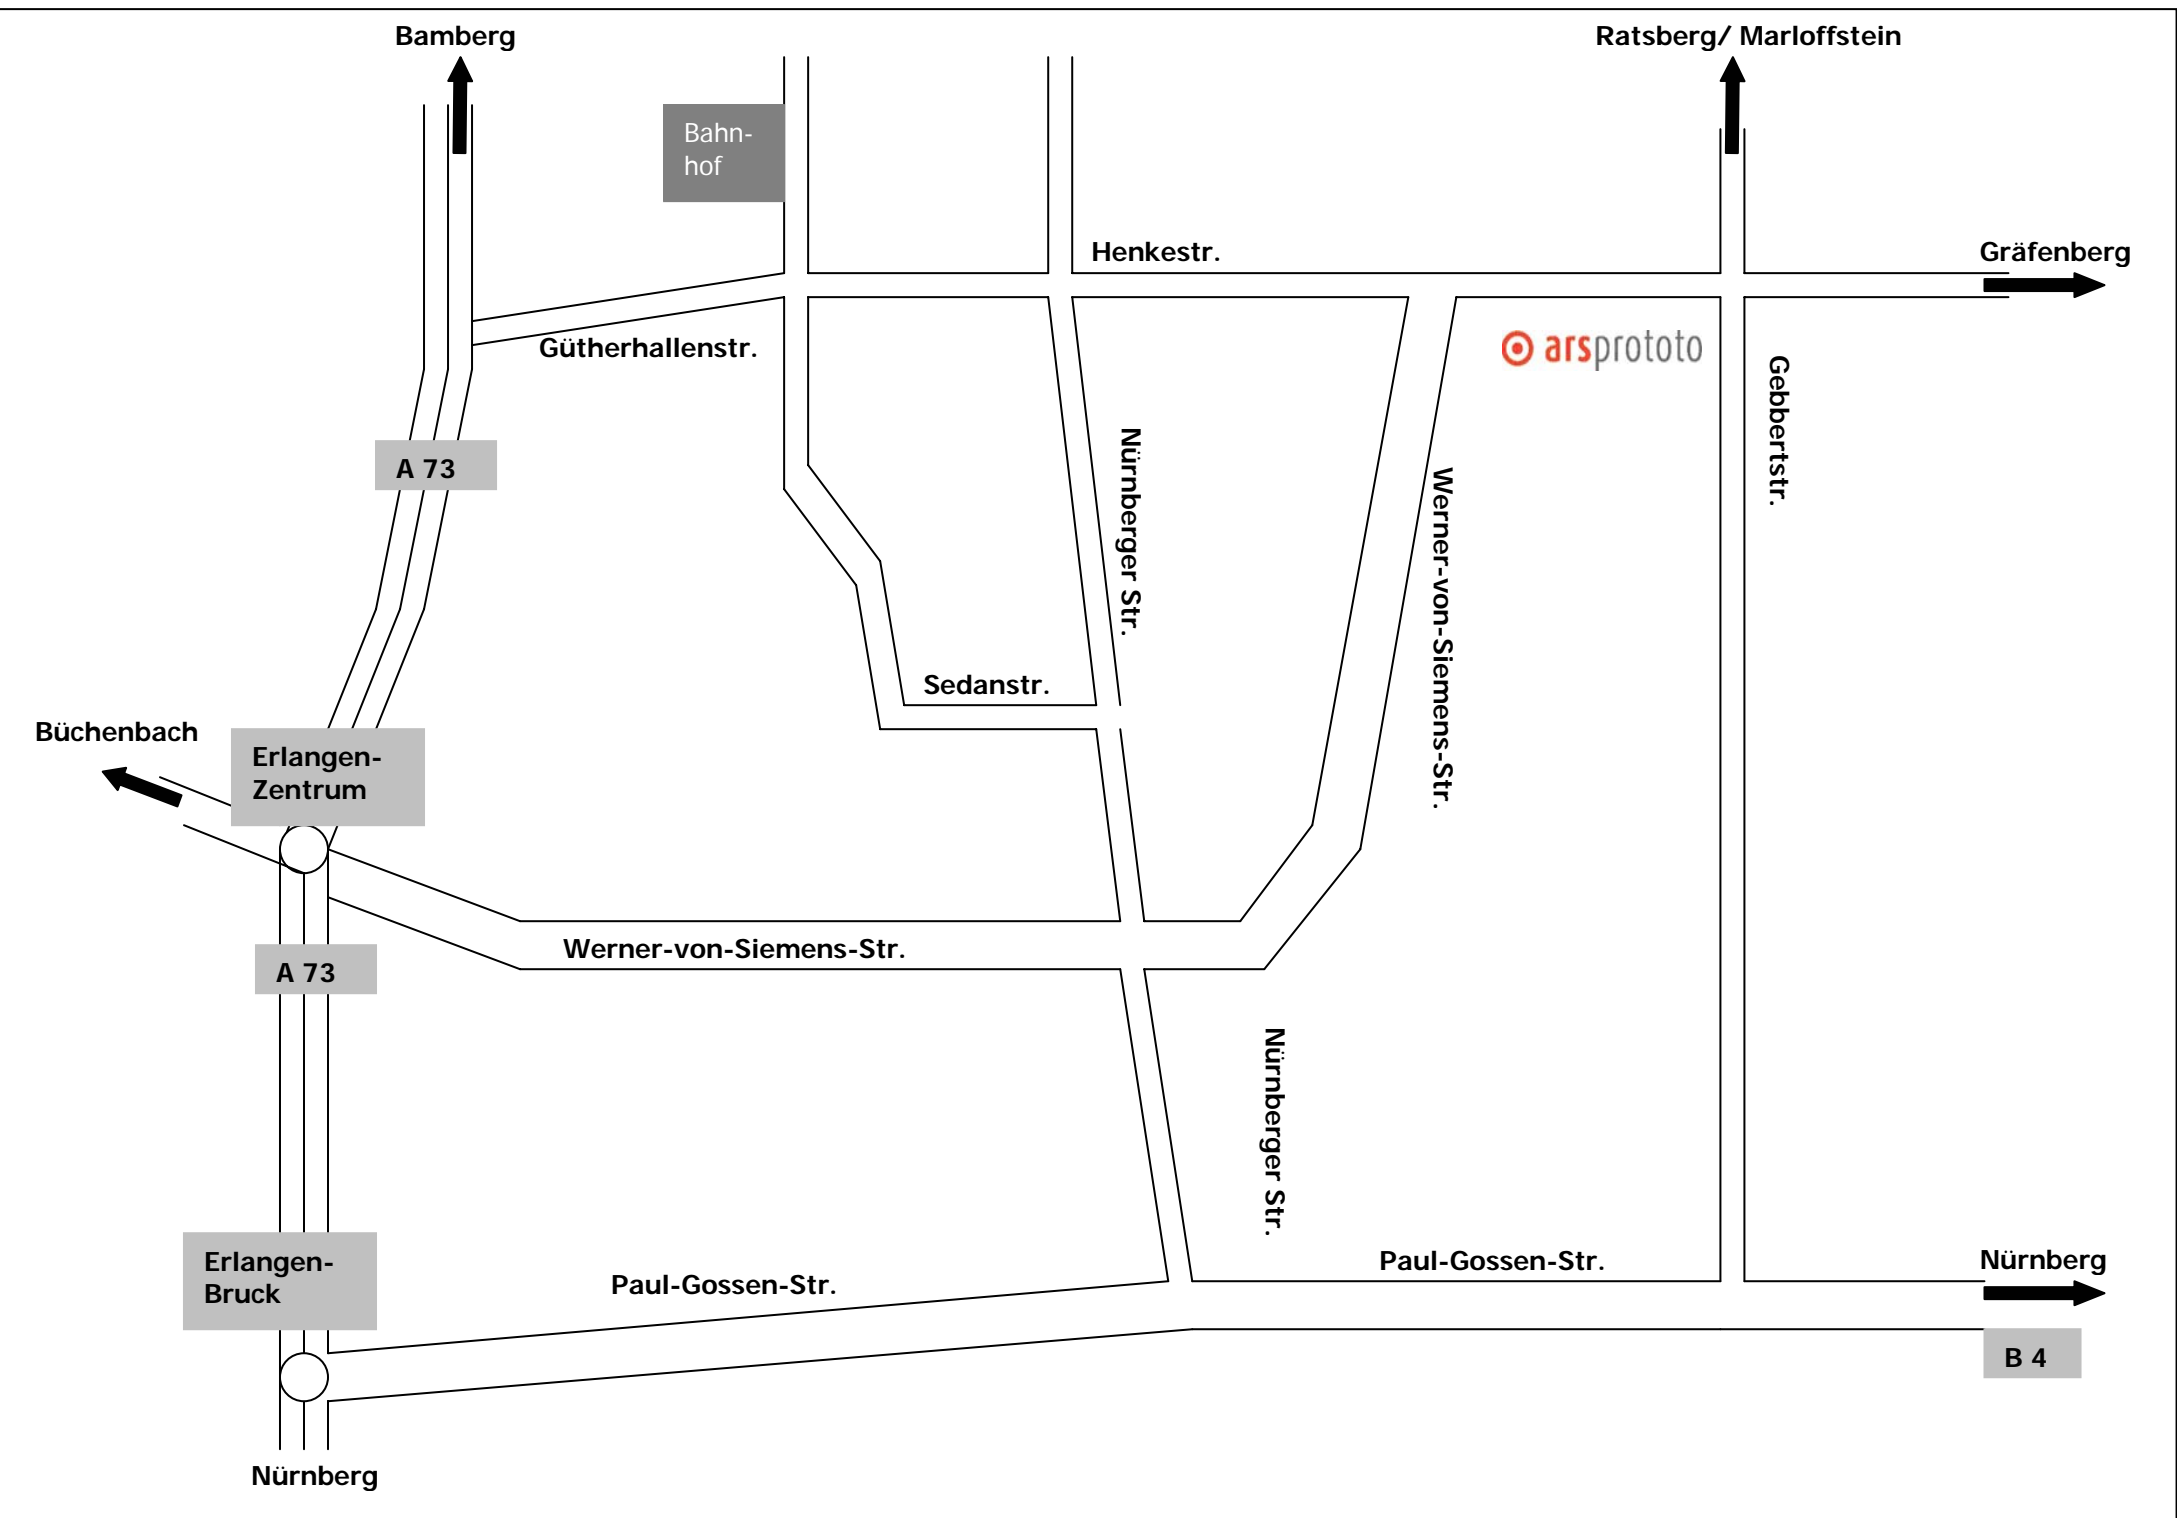 Bamberg
Ratsberg/ Marloffstein
Bahn-
hof
Henkestr.
Gräfenberg
Gütherhallenstr.
arsprototo
Gebbertstr.
Nürnberger Str.
A 73
Werner-von-Siemens-Str.
Sedanstr.
Büchenbach
Erlangen-
Zentrum
Werner-von-Siemens-Str.
A 73
Nürnberger Str.
Erlangen-
Bruck
Paul-Gossen-Str.
Paul-Gossen-Str.
Nürnberg
B 4
Nürnberg